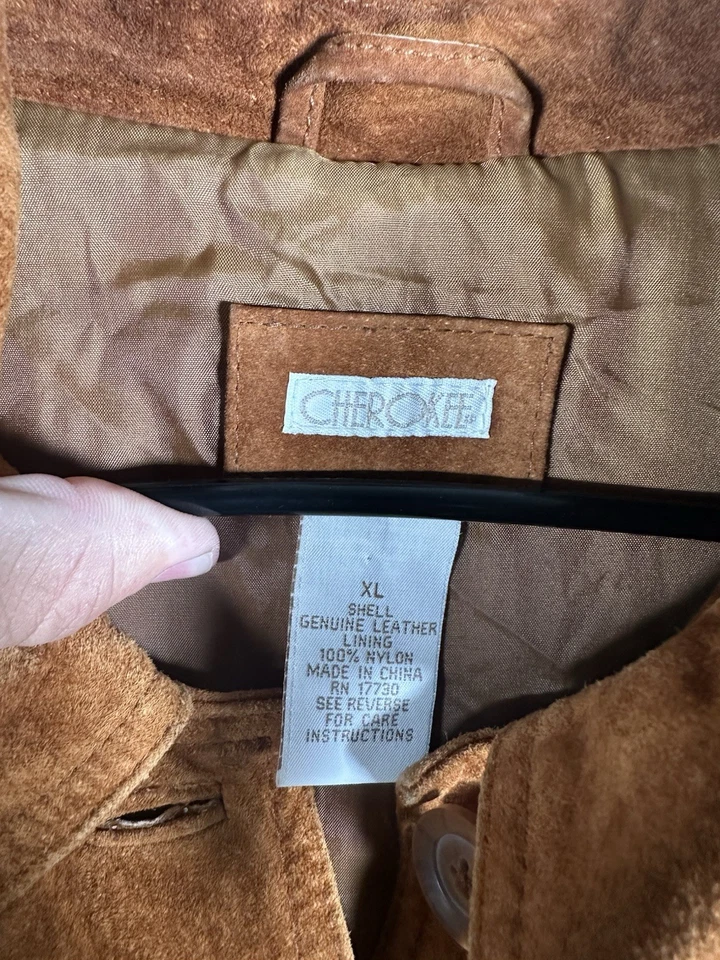 CHEROKEE
XL
SHELL
GENUINE LEATHER
LINING
100% NYLON
MADE IN CHINA
RN 17730
SEE REVERSE
FOR CARE
INSTRUCTIONS